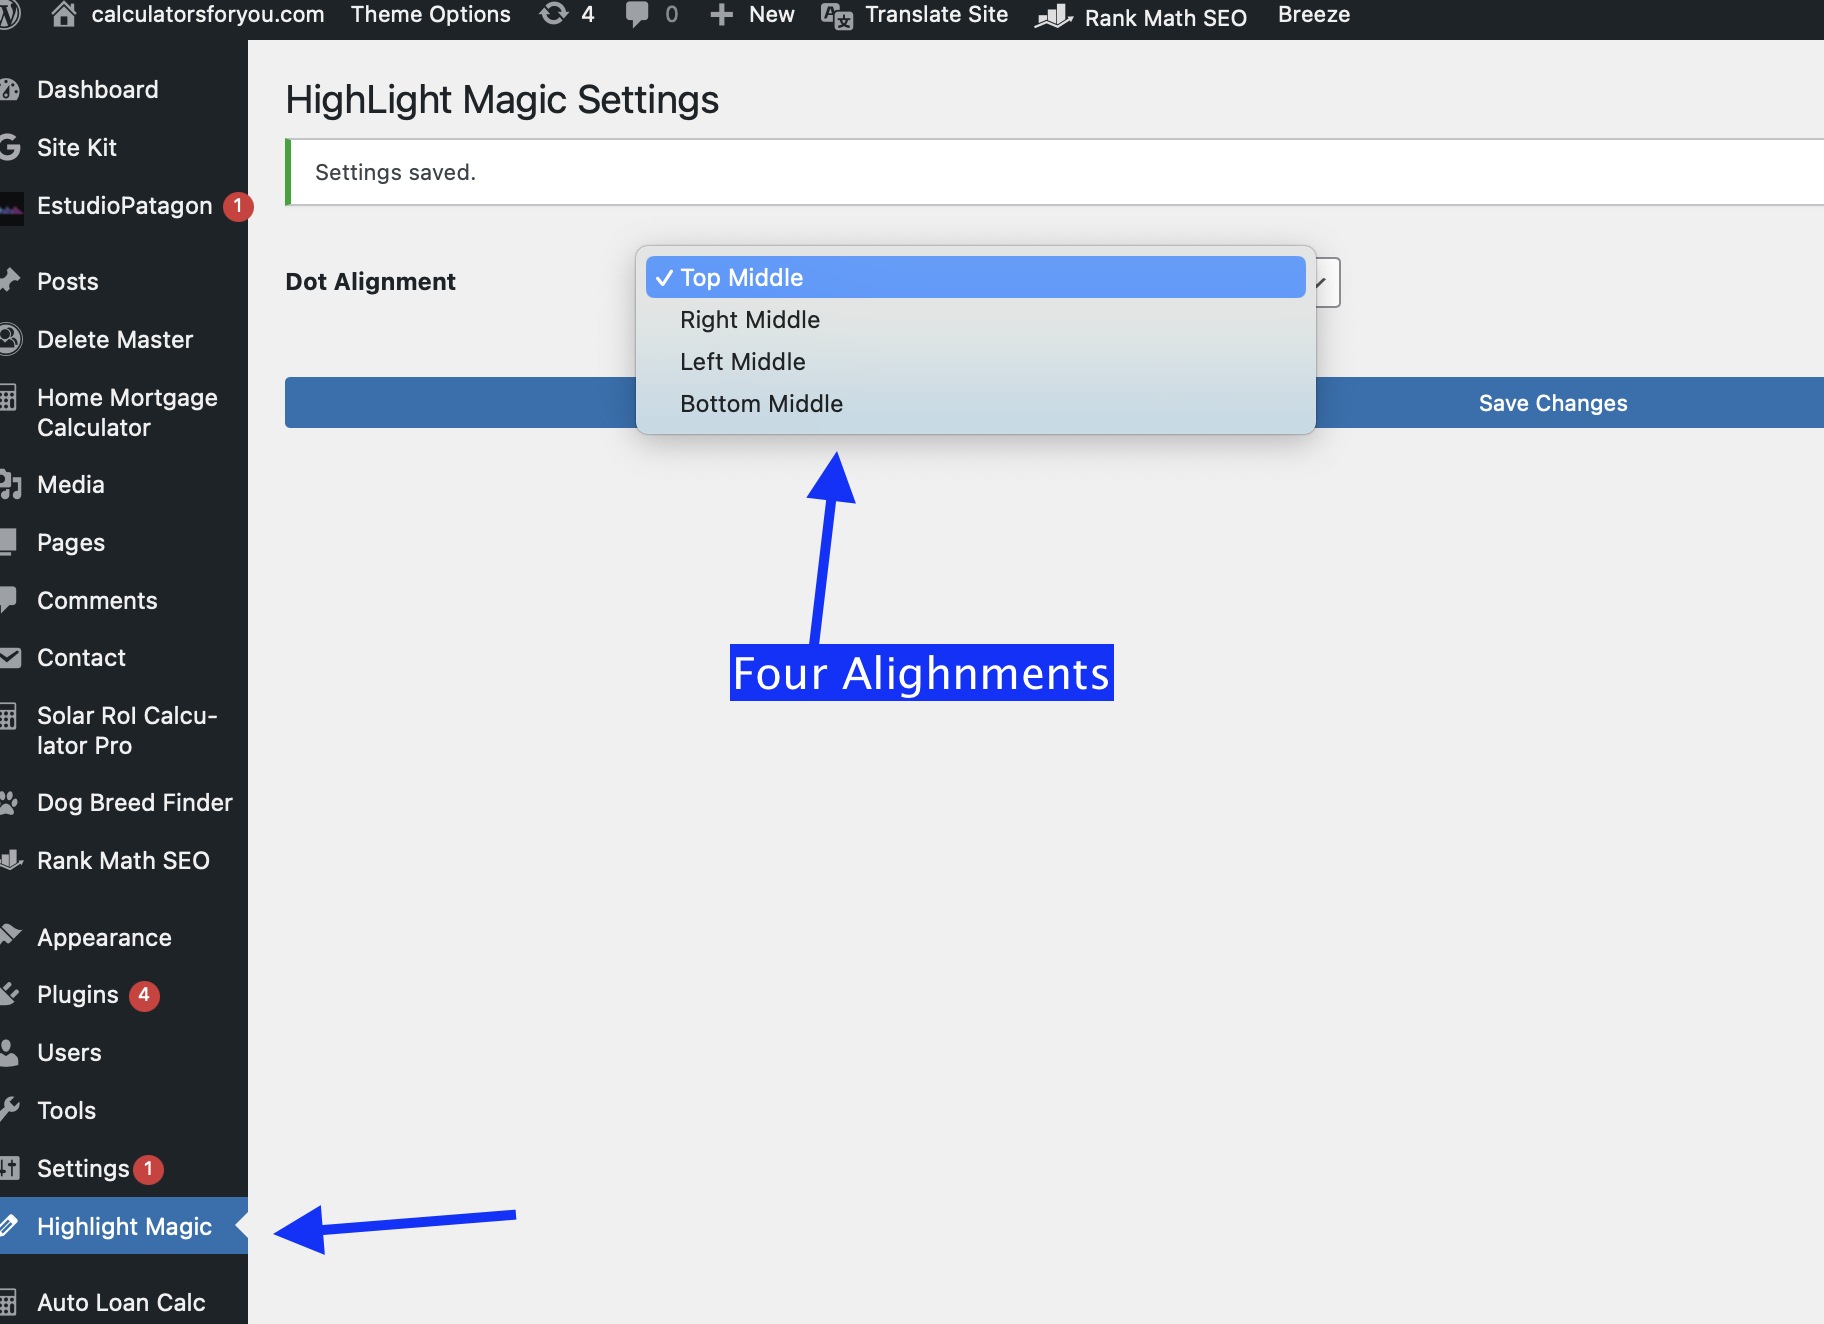 calculatorsforyou.com Theme Options 4 0 New Translate Site Rank Math SEO Breeze
Dashboard
Site Kit
EstudioPatagon 1
Posts
Delete Master
Home Mortgage
Calculator
Media
Pages
Comments
Contact
Solar RoI Calcu-
lator Pro
Dog Breed Finder
Rank Math SEO
Appearance
Plugins 4
Users
Tools
Settings 1
Highlight Magic
Auto Loan Calc
HighLight Magic Settings
Settings saved.
Dot Alignment
Top Middle
Right Middle
Left Middle
Bottom Middle
Save Changes
Four Alighnments